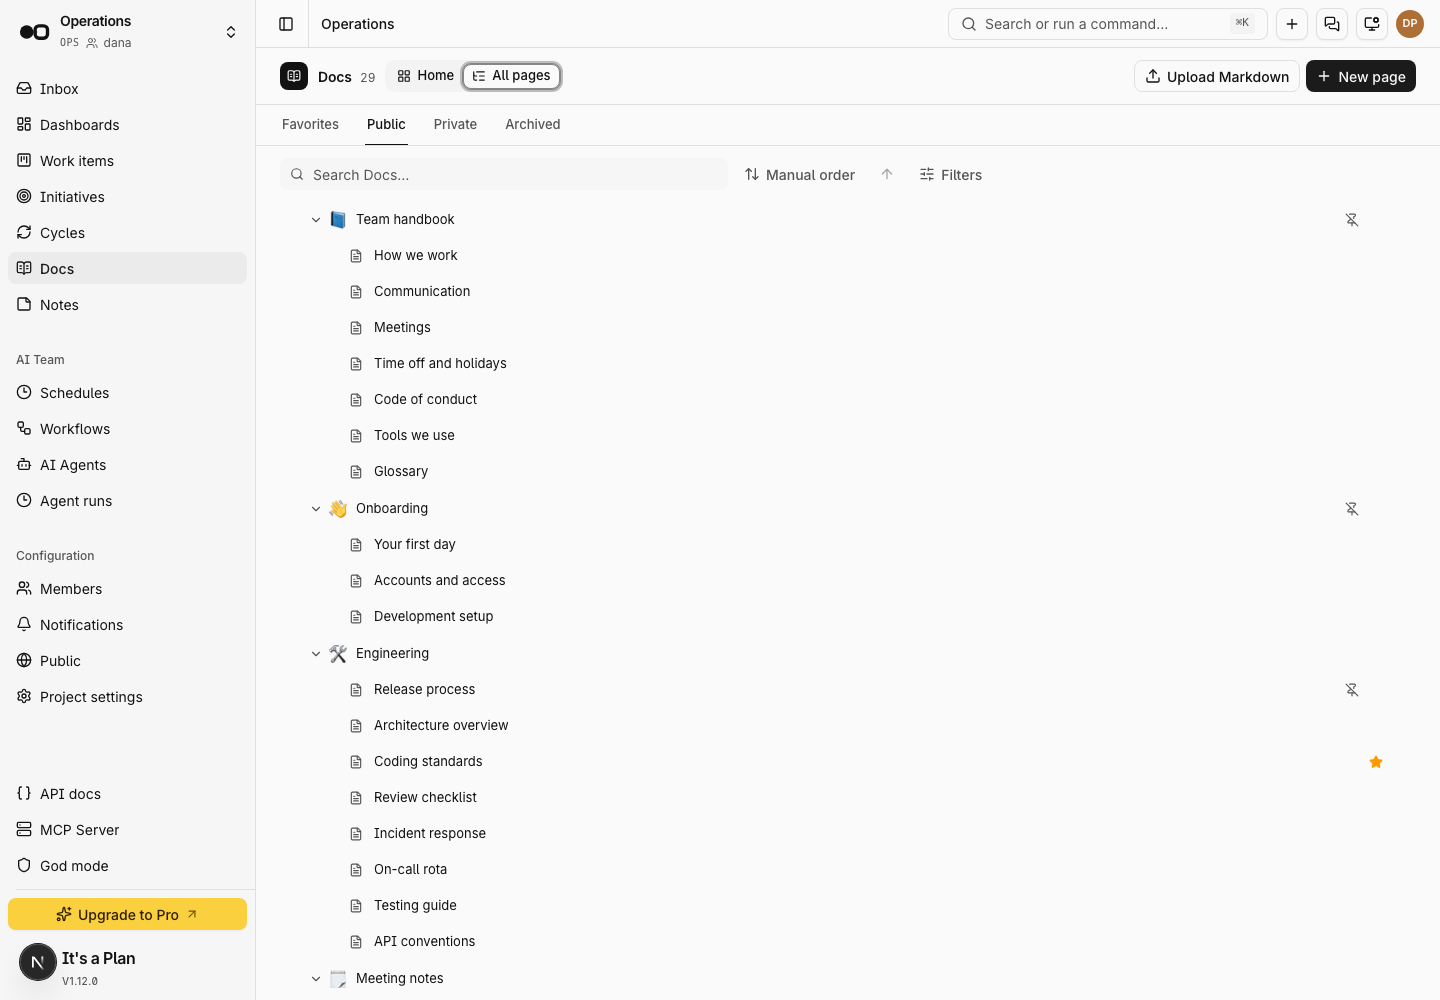 Operations
OPS dana
Inbox
Dashboards
Work items
Initiatives
Cycles
Docs
Notes
AI Team
Schedules
Workflows
AI Agents
Agent runs
Configuration
Members
Notifications
Public
Project settings
API docs
MCP Server
God mode
Upgrade to Pro
N
It's a Plan
V1.12.0
Operations
Search or run a command...
⌘K
DP
Docs 29
Home
All pages
Upload Markdown
New page
Favorites
Public
Private
Archived
Search Docs...
Manual order
Filters
Team handbook
How we work
Communication
Meetings
Time off and holidays
Code of conduct
Tools we use
Glossary
Onboarding
Your first day
Accounts and access
Development setup
Engineering
Release process
Architecture overview
Coding standards
Review checklist
Incident response
On-call rota
Testing guide
API conventions
Meeting notes